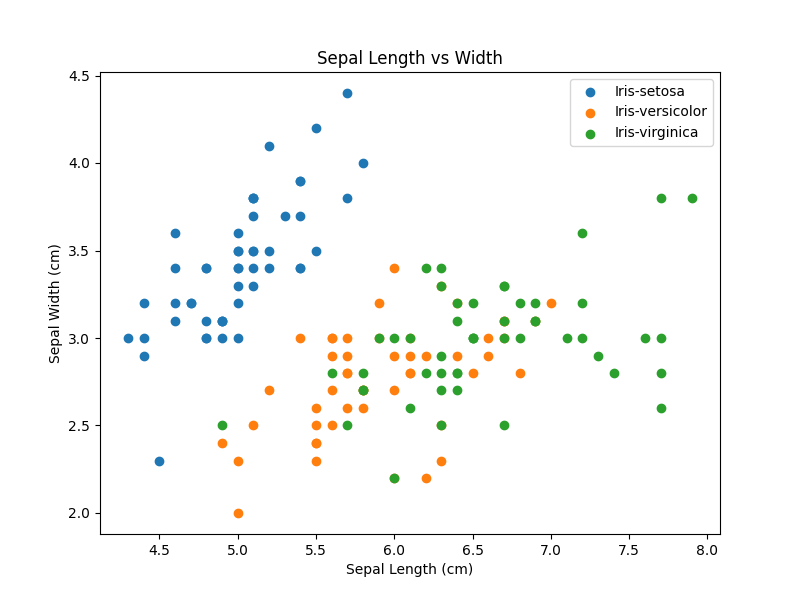 Sepal Length vs Width
Iris-setosa
Iris-versicolor
Iris-virginica
4.5
4.0
3.5
3.0
2.5
2.0
Sepal Width (cm)
4.5 5.0 5.5 6.0 6.5 7.0 7.5 8.0
Sepal Length (cm)